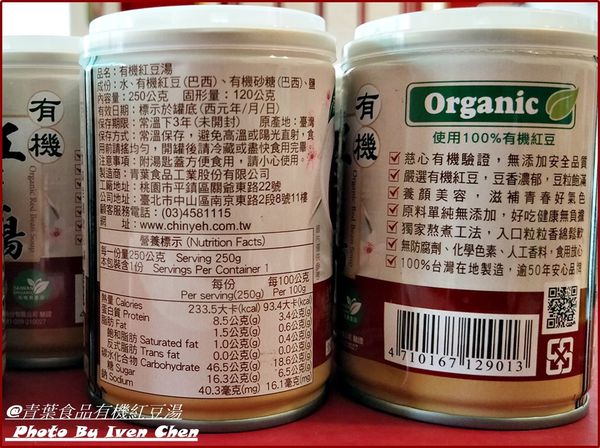 有機
紅
湯
Organic Red Bean Soup
品名：有機紅豆湯
成份：水、有機紅豆(巴西)、有機砂糖(巴西)、鹽
內容量：250公克 固形量：120公克
有效日期：標示於罐底(西元年/月/日)
保存期限：常溫下3年(未開封) 原產地：臺灣
保存方式：常溫保存，避免高溫或陽光直射，食
用前請搖均勻，開罐後請冷藏或盡快食用完畢。
注意事項：附湯匙蓋方便食用，請小心使用。
製造商：青葉食品工業股份有限公司
工廠地址：桃園市平鎮區關爺東路22號
公司地址：臺北市中山區南京東路2段8號11樓
顧客服務電話：(03)4581115
網 址：www.chinyeh.com.tw
營養標示 (Nutrition Facts)
每一份量250公克 Serving 250g
本包裝含1份 Servings Per Container 1
每份 每100公克
Per serving(250g) Per 100g
熱量 Calories 233.5大卡(kcal) 93.4大卡(kcal)
蛋白質 Protein 8.5公克(g) 3.4公克(g)
脂肪 Fat 1.5公克(g) 0.6公克(g)
飽和脂肪 Saturated fat 1.0公克(g) 0.4公克(g)
反式脂肪 Trans fat 0.0公克(g) 0.0公克(g)
碳水化合物 Carbohydrate 46.5公克(g) 18.6公克(g)
糖 Sugar 16.3公克(g) 6.5公克(g)
鈉 Sodium 40.3毫克(mg) 16.1毫克(mg)
有機
Organic
使用100%有機紅豆
慈心有機驗證，無添加安全品質
嚴選有機紅豆，豆香濃郁，豆粒飽滿
養顏美容，滋補青春好氣色
原料單純無添加，好吃健康無負擔
獨家熬煮工法，入口粒粒香綿鬆軟
無防腐劑、化學色素、人工香料，食用放心
100%台灣在地製造，逾50年安心品牌
4 710167 129013
@青葉食品有機紅豆湯
Photo By Iven Chen